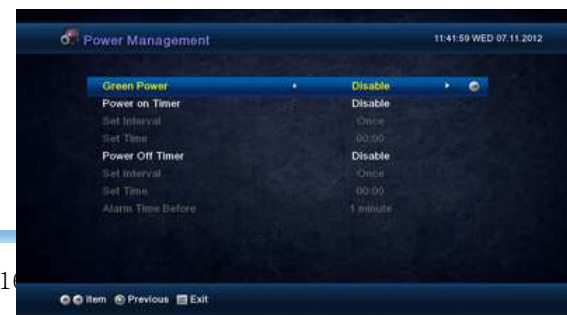 Power Management 11:41:59 WED 07.11.2012
Green Power Disable
Power on Timer Disable
Set Interval Once
Set Time 00:00
Power Off Timer Disable
Set Interval Once
Set Time 00:00
Alarm Time Before 1 minute
Item Previous Exit